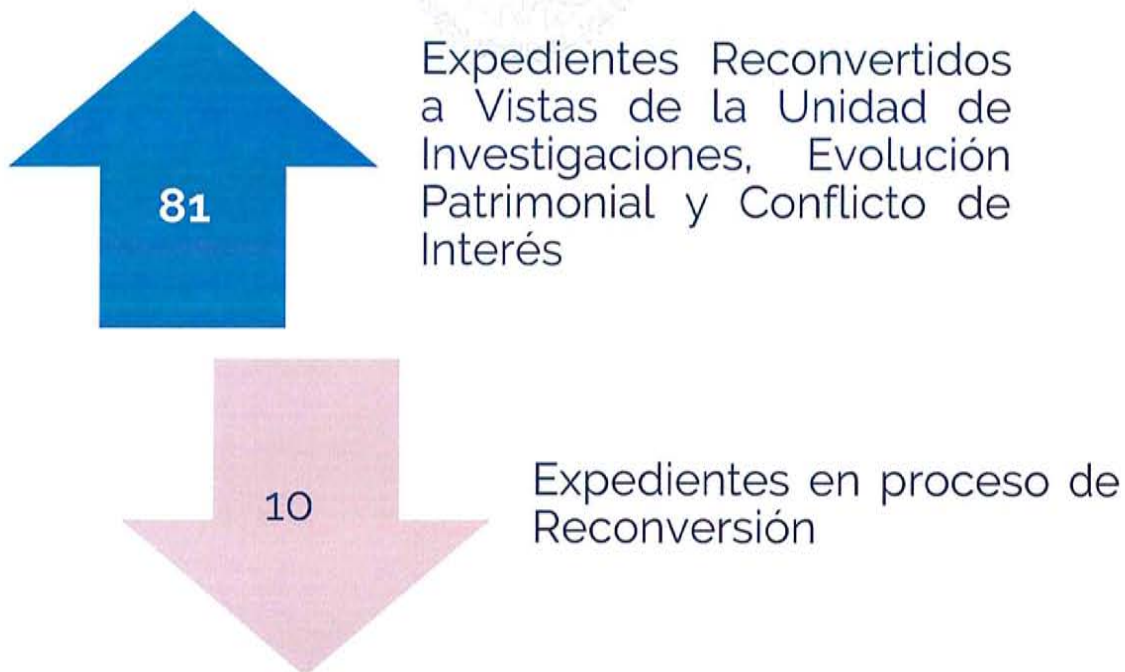 81
Expedientes Reconvertidos
a Vistas de la Unidad de
Investigaciones, Evolución
Patrimonial y Conflicto de
Interés
10
Expedientes en proceso de
Reconversión